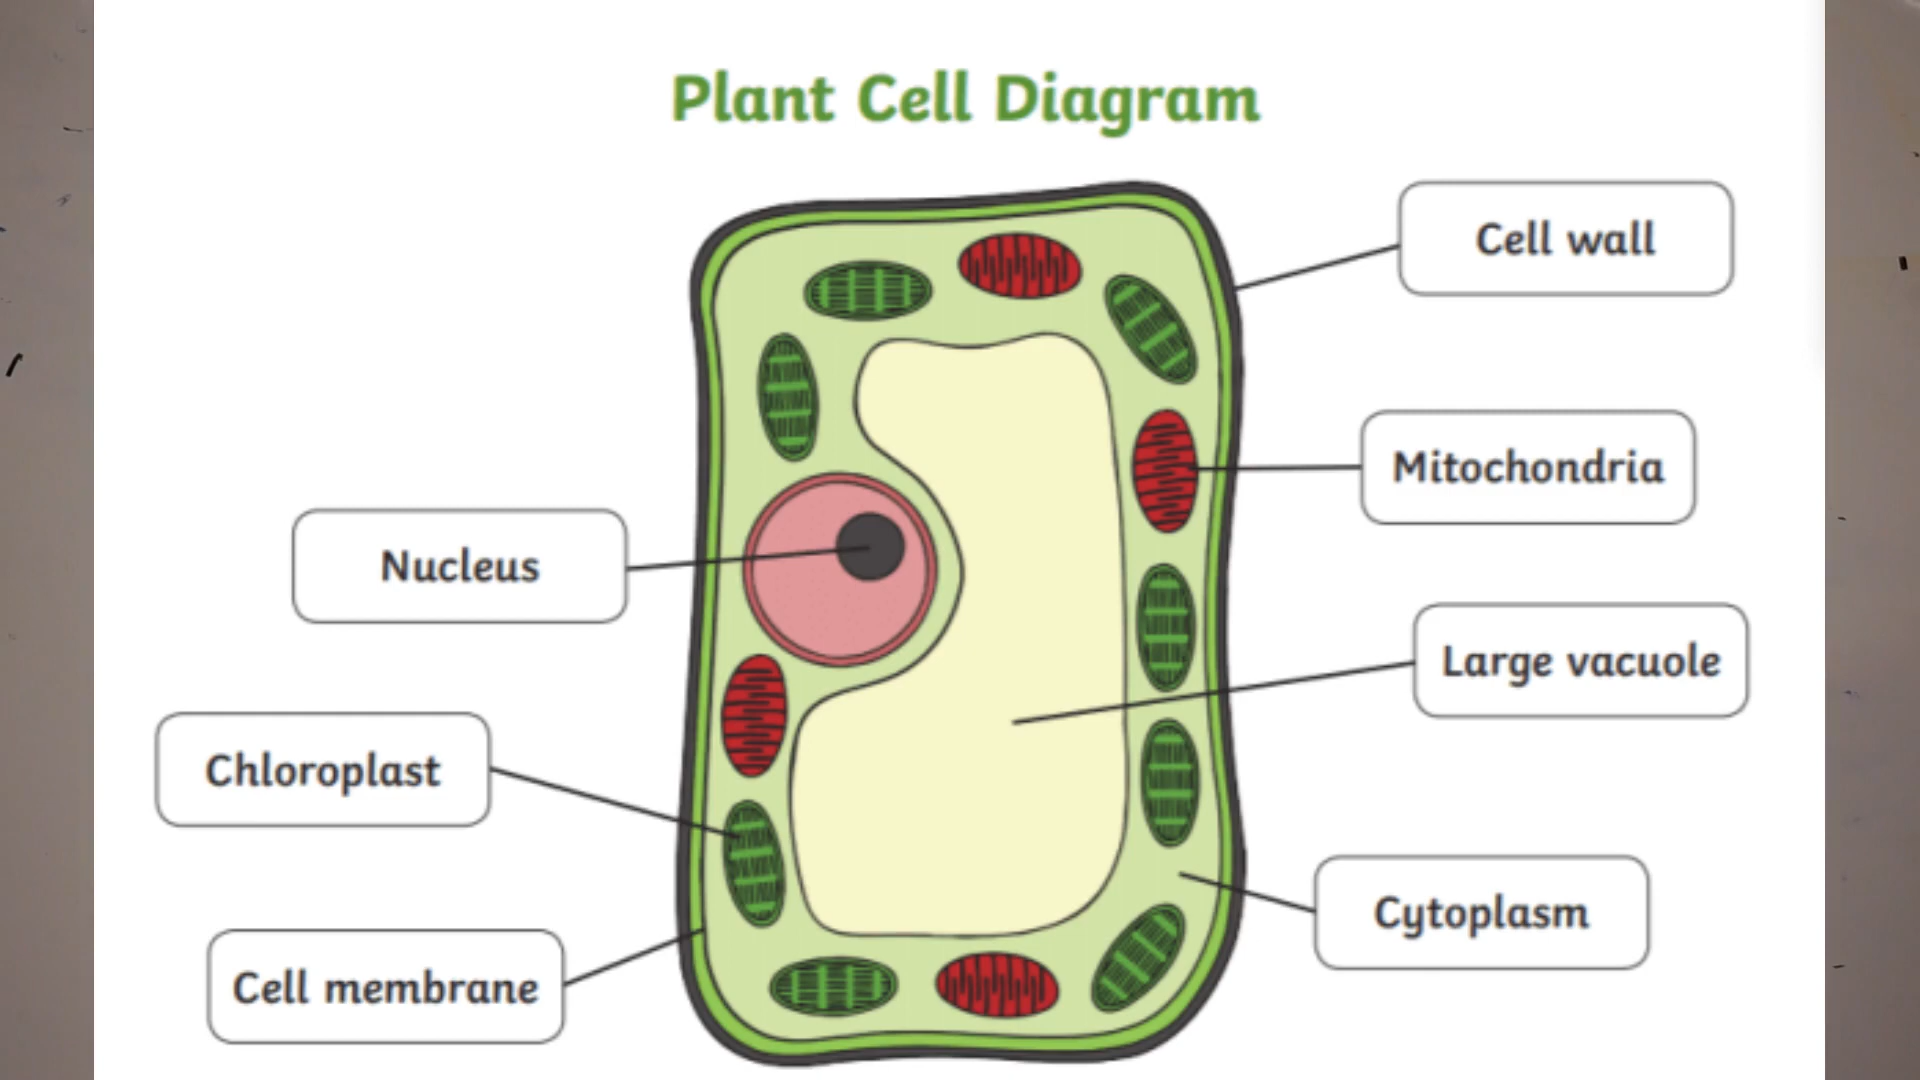 Plant Cell Diagram
Cell wall
Mitochondria
Nucleus
Large vacuole
Chloroplast
Cytoplasm
Cell membrane